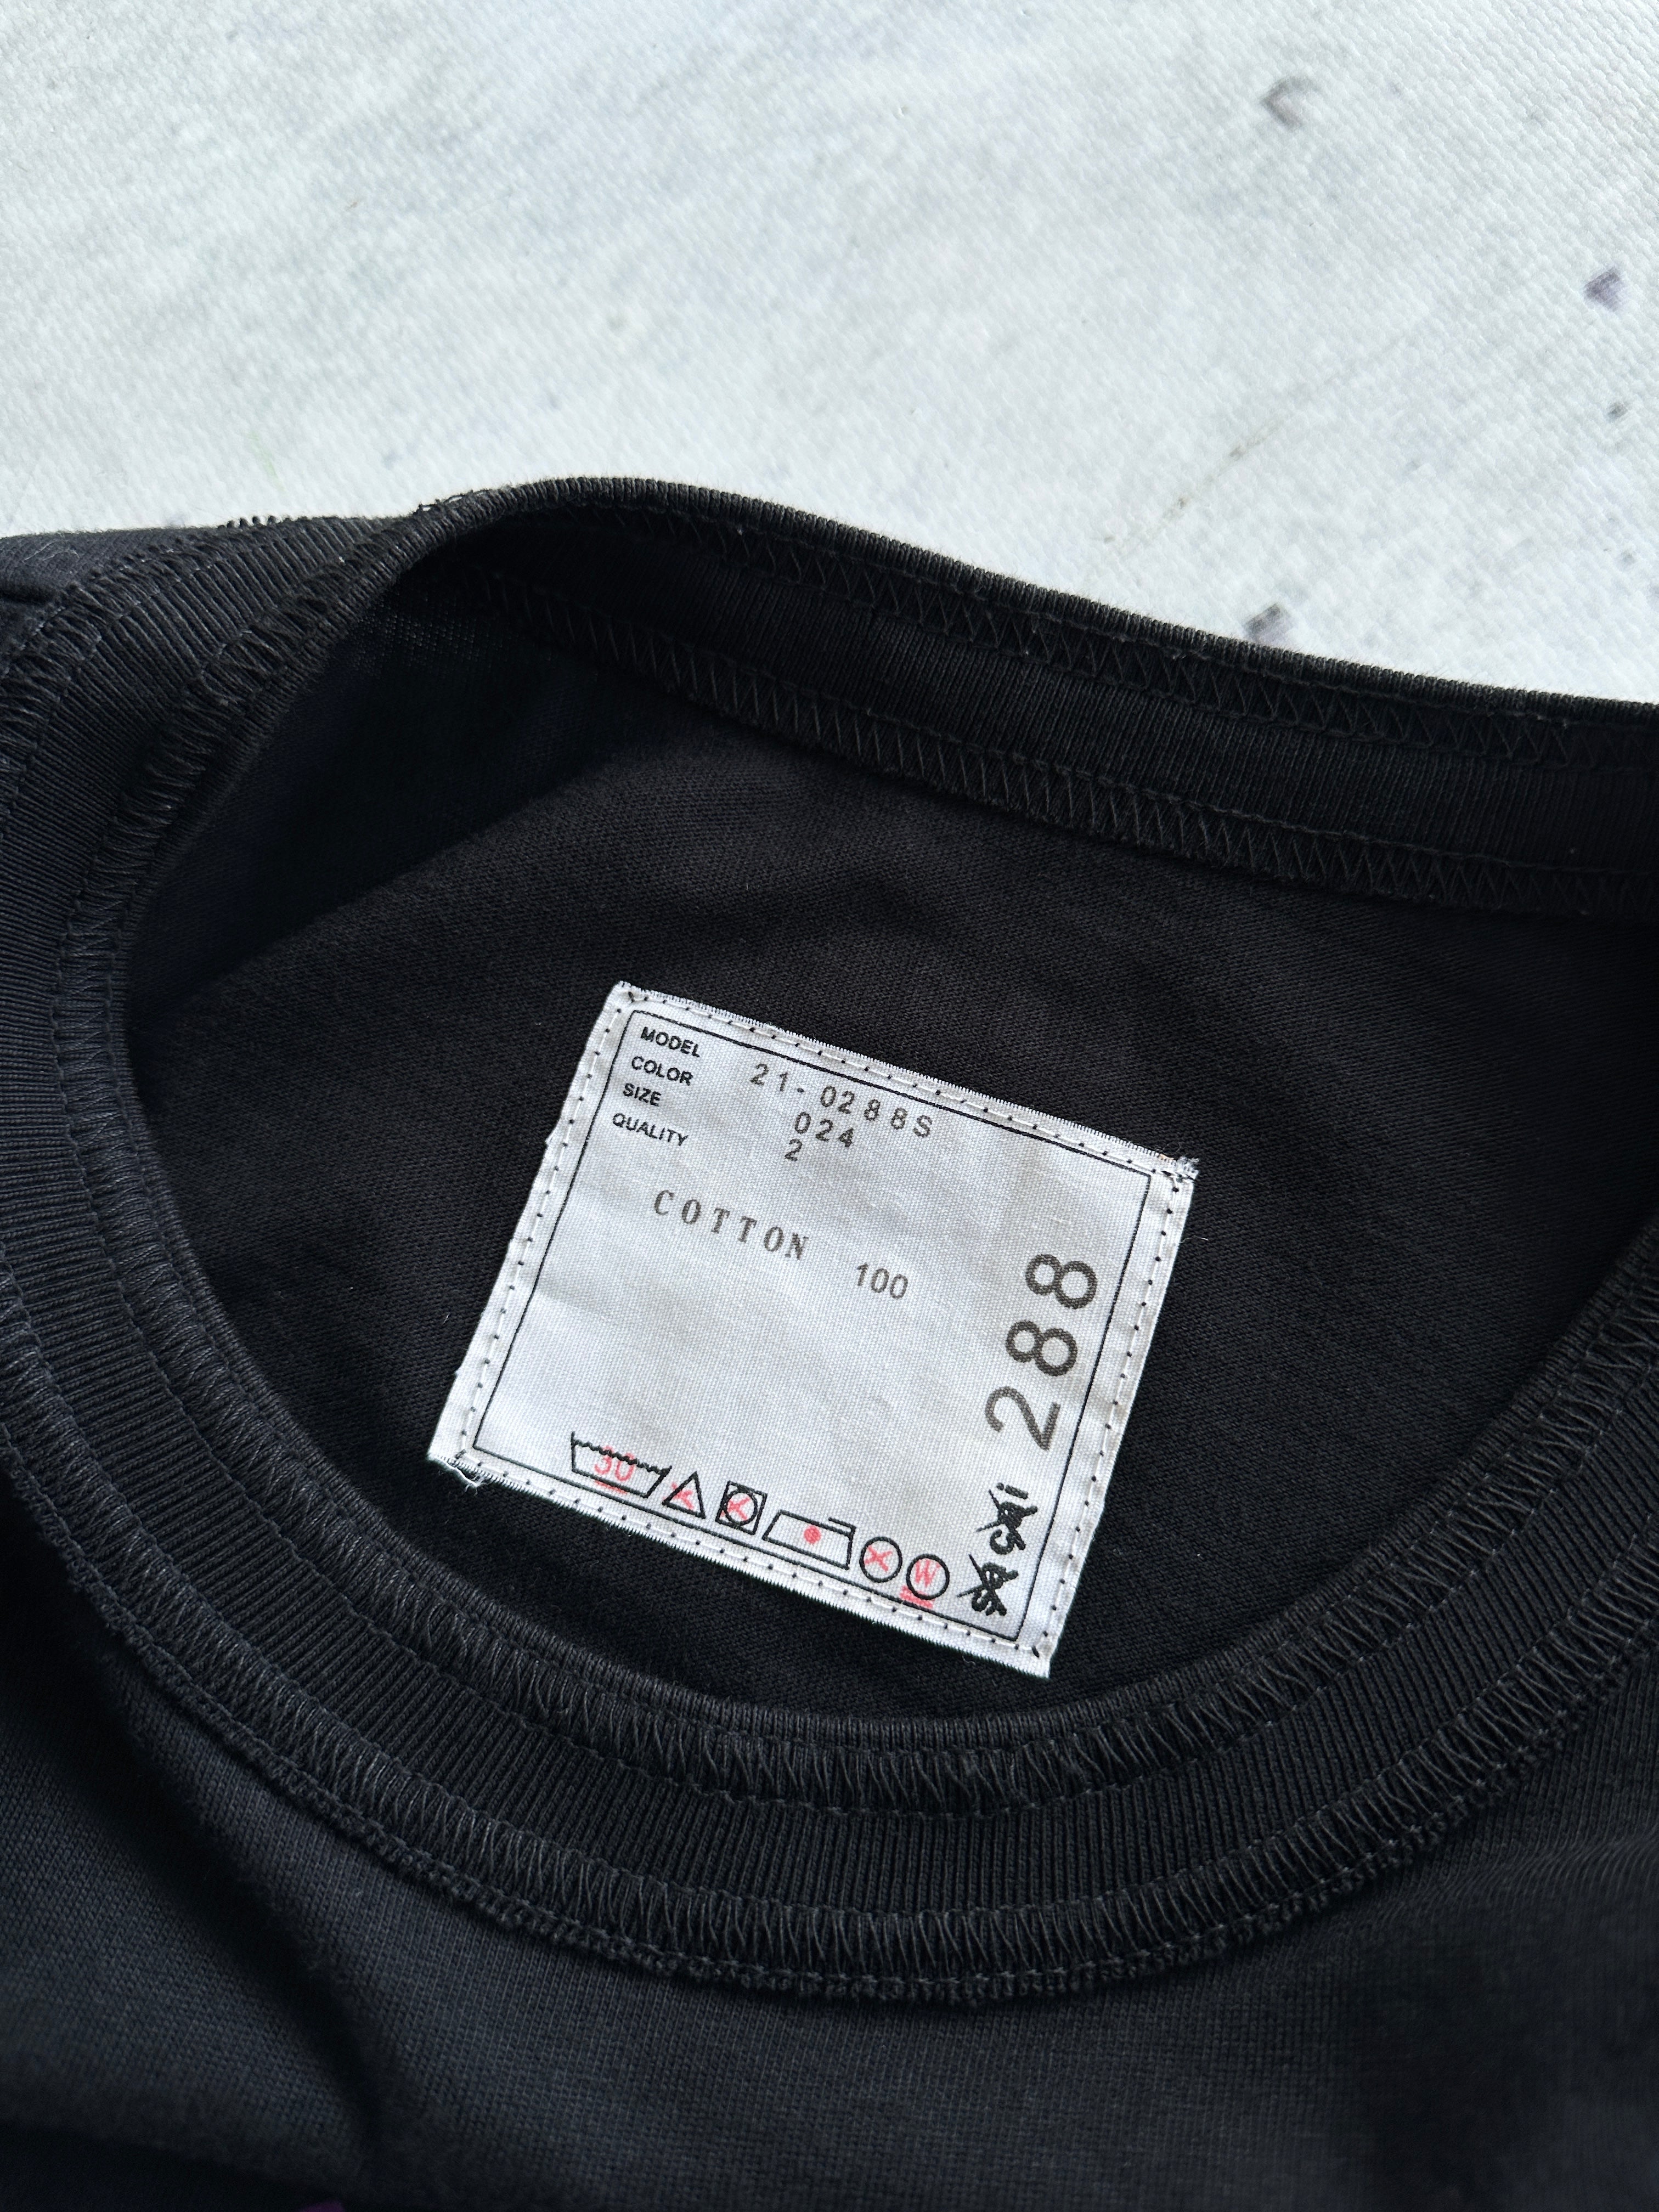 MODEL 21-0288S
COLOR 024
SIZE 2
QUALITY
COTTON 100
288
sacai
30
W